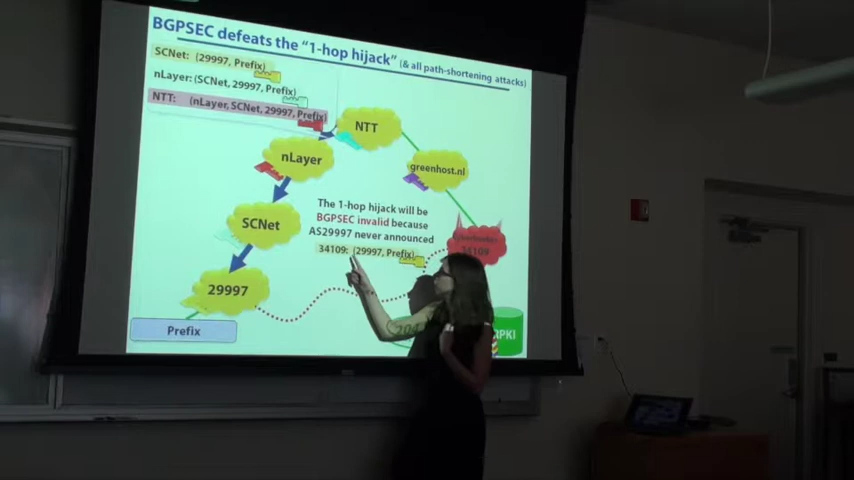 BGPSEC defeats the "1-hop hijack" (& all path-shortening attacks)
SCNet: (29997, Prefix)
nLayer: (SCNet, 29997, Prefix)
NTT: (nLayer, SCNet, 29997, Prefix)
NTT
nLayer
greenhost.nl
SCNet
The 1-hop hijack will be
BGPSEC invalid because
AS29997 never announced
34109: (29997, Prefix)
34109
29997
Prefix
204
RPKI